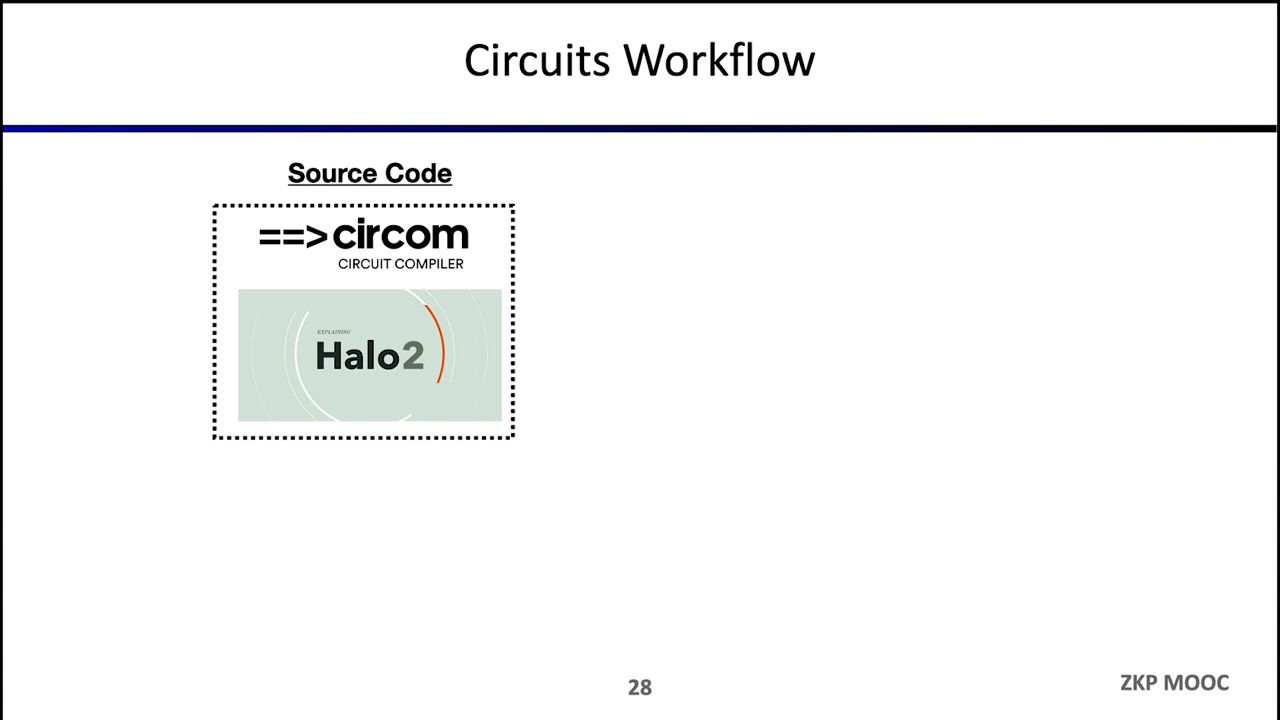 Circuits Workflow
Source Code
==>circom
CIRCUIT COMPILER
EXPLAINING
Halo2
28
ZKP MOOC